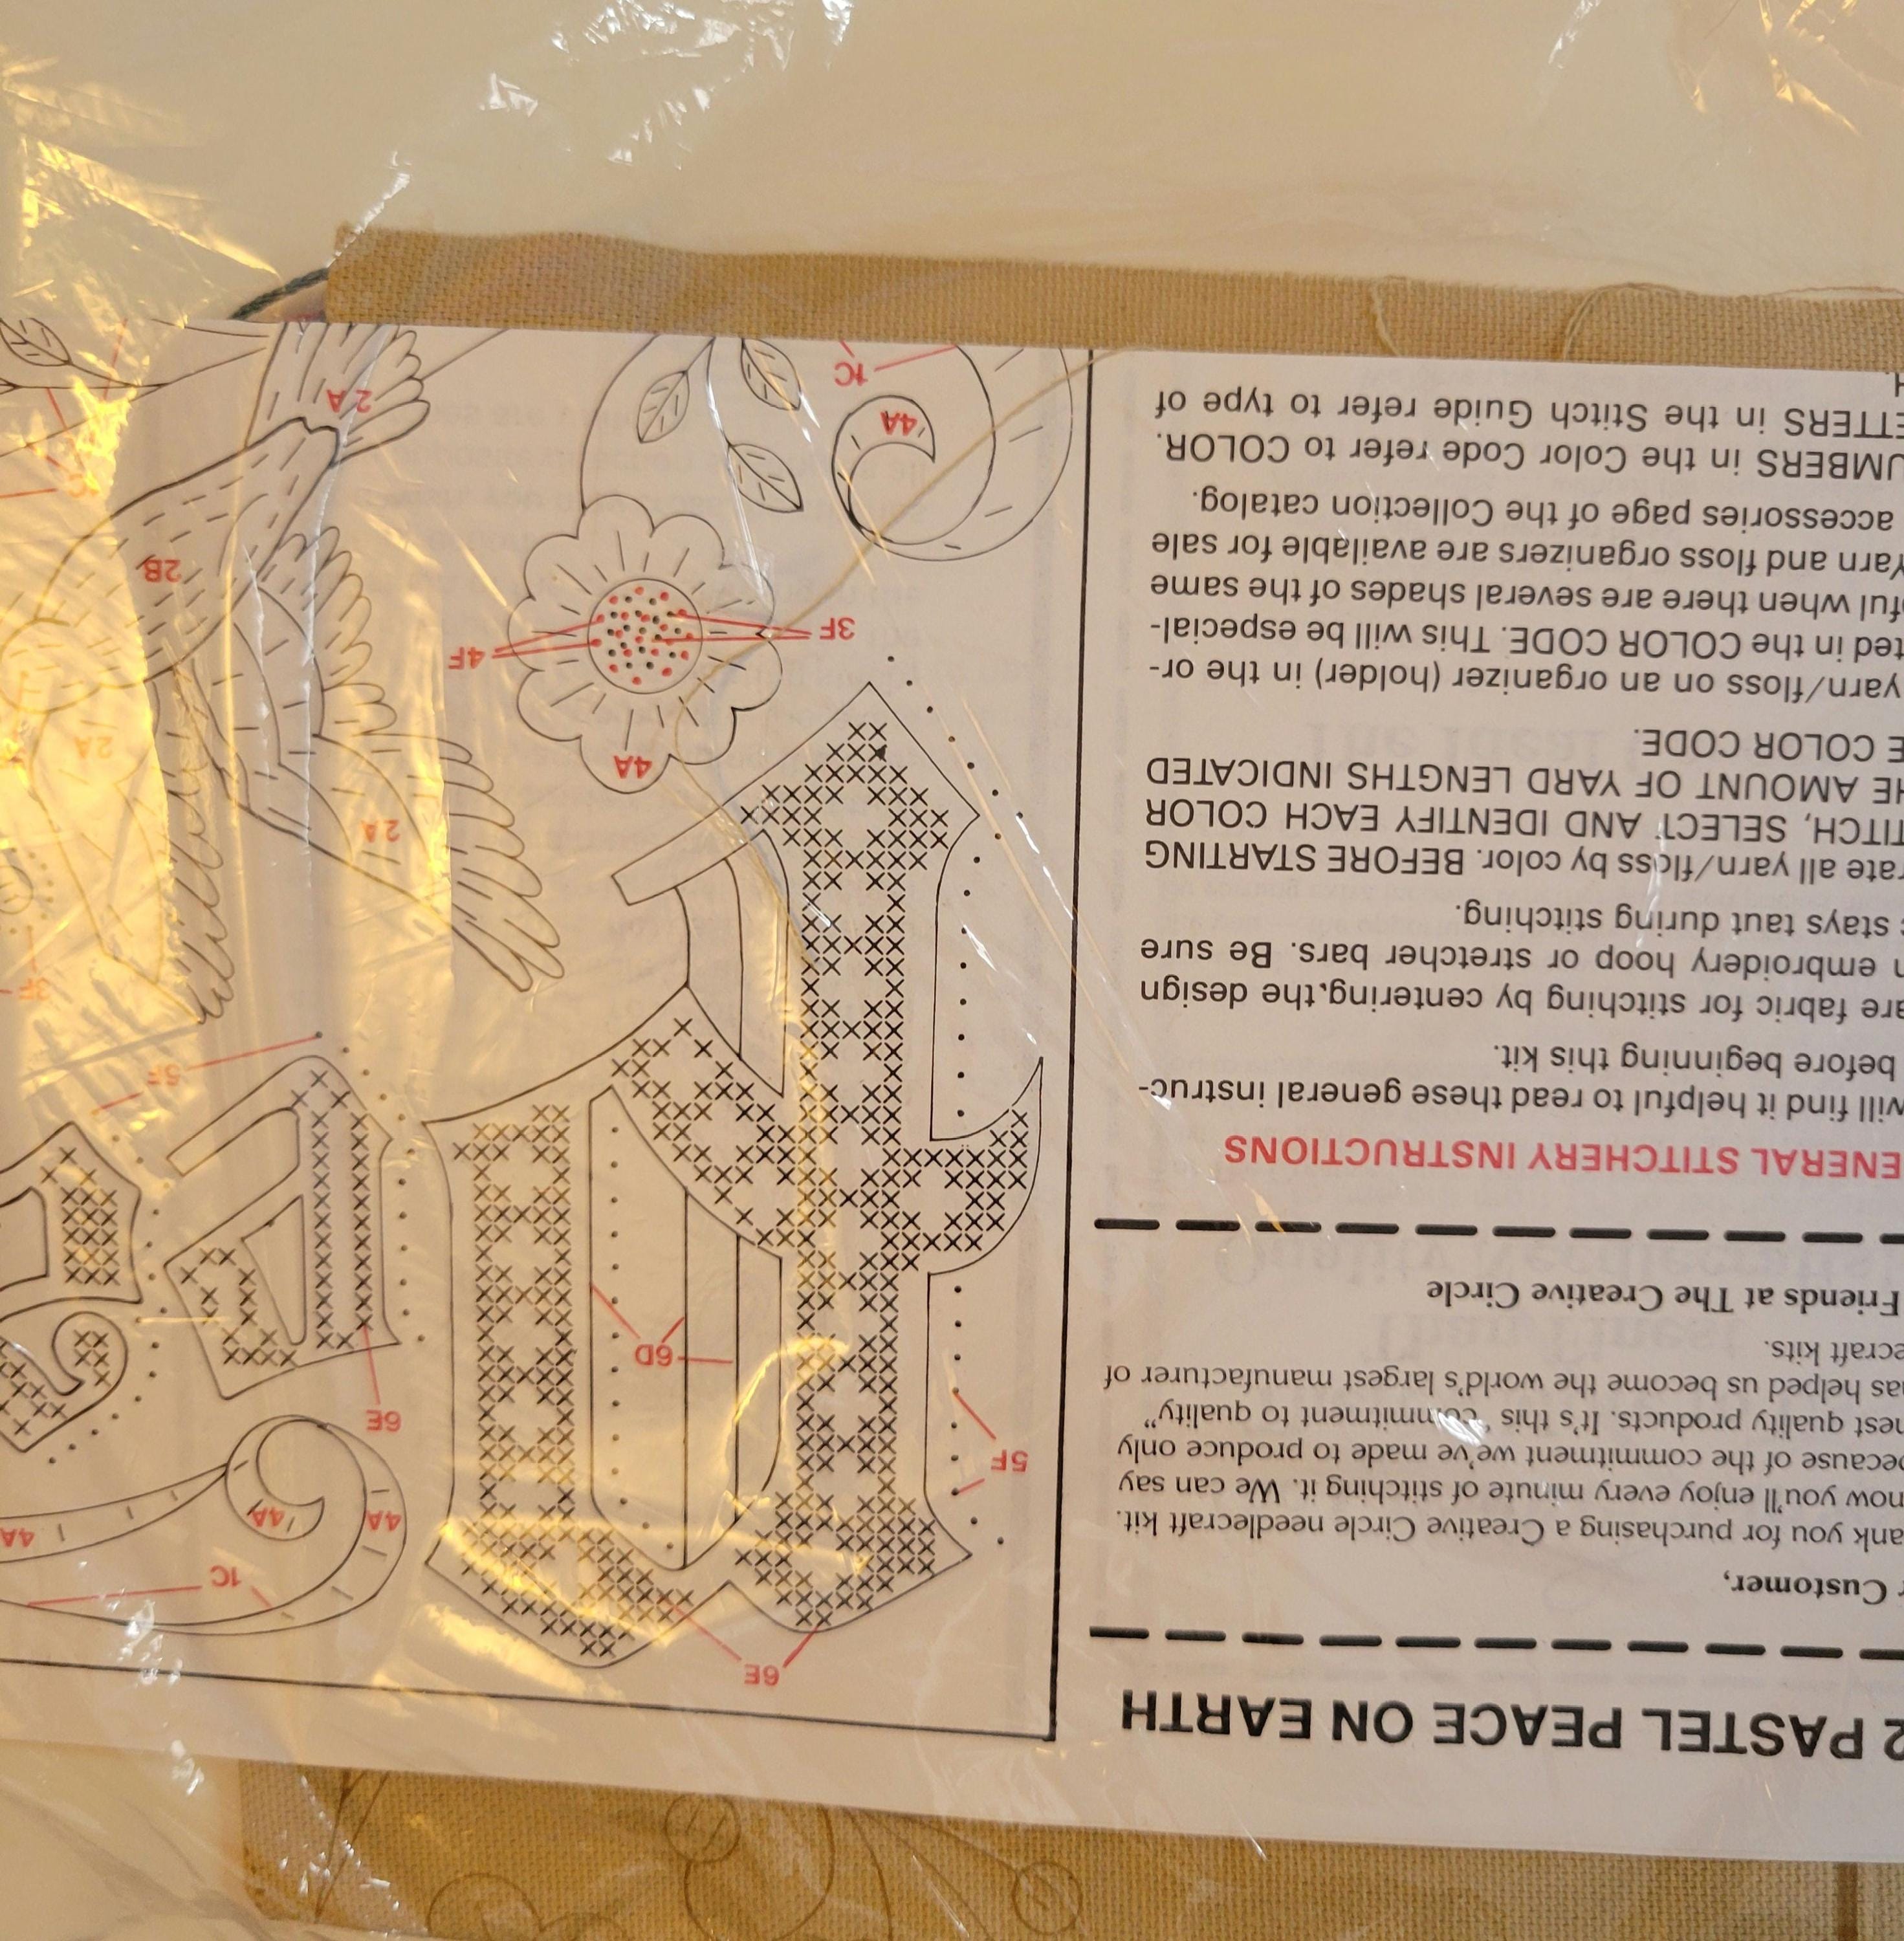 2 PASTEL PEACE ON EARTH
Customer,
ank you for purchasing a Creative Circle needlecraft kit.
now you'll enjoy every minute of stitching it. We can say
because of the commitment we've made to produce only
nest quality products. It's this "commitment to quality"
has helped us become the world's largest manufacturer of
ecraft kits.
Friends at The Creative Circle
ENERAL STITCHERY INSTRUCTIONS
will find it helpful to read these general instruc-
before beginning this kit.
are fabric for stitching by centering the design
n embroidery hoop or stretcher bars. Be sure
c stays taut during stitching.
rate all yarn/floss by color. BEFORE STARTING
TITCH, SELECT AND IDENTIFY EACH COLOR
HE AMOUNT OF YARD LENGTHS INDICATED
E COLOR CODE.
yarn/floss on an organizer (holder) in the or-
ted in the COLOR CODE. This will be especial-
pful when there are several shades of the same
Yarn and floss organizers are available for sale
accessories page of the Collection catalog.
UMBERS in the Color Code refer to COLOR.
ETTERS in the Stitch Guide refer to type of
H.
6E
1C
5F
4A
4A
4A
6E
6D
5F
3F
2A
2A
4A
4F
3F
2B
4A
2A
1C